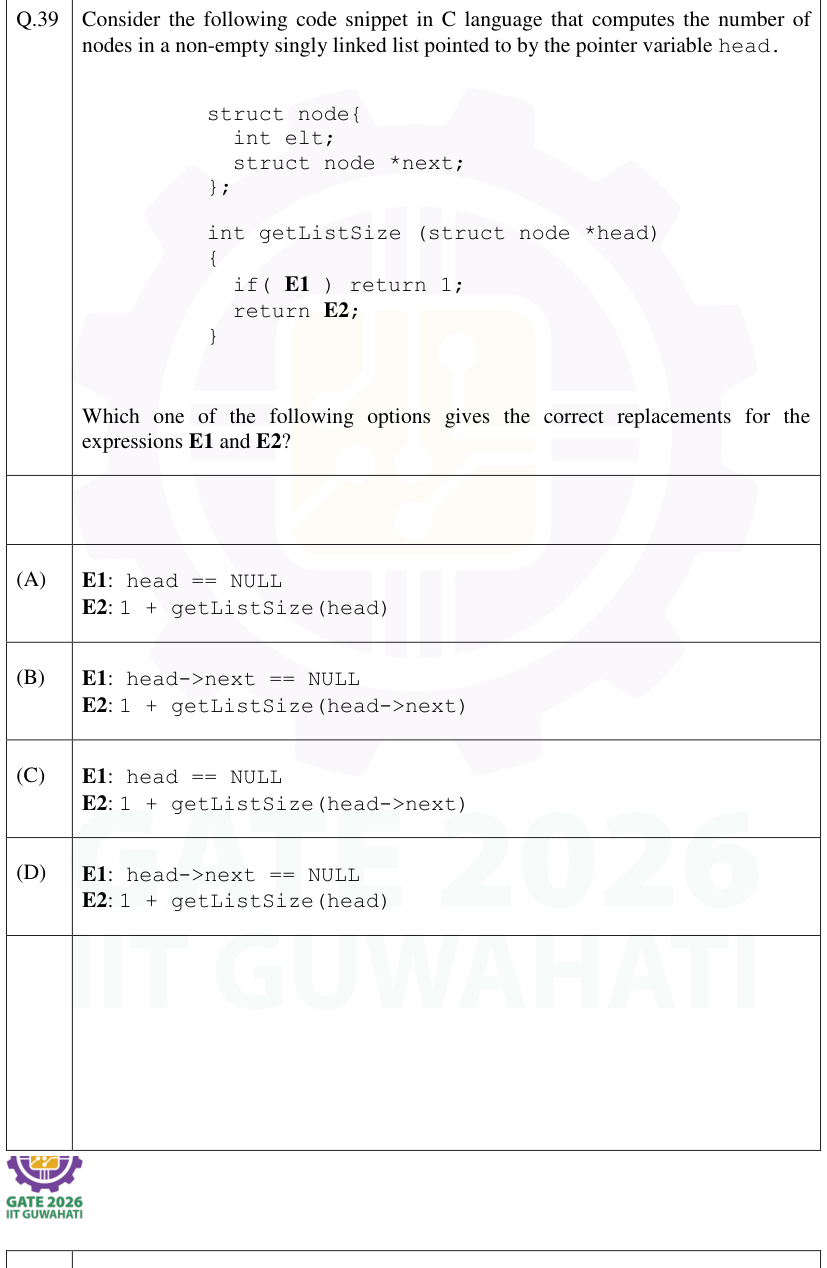 Q.39 Consider the following code snippet in C language that computes the number of
nodes in a non-empty singly linked list pointed to by the pointer variable head.
struct node{
int elt;
struct node *next;
};
int getListSize (struct node *head)
{
if( E1 ) return 1;
return E2;
}
Which one of the following options gives the correct replacements for the
expressions E1 and E2?
(A) E1: head == NULL
E2: 1 + getListSize(head)
(B) E1: head->next == NULL
E2: 1 + getListSize(head->next)
(C) E1: head == NULL
E2: 1 + getListSize(head->next)
(D) E1: head->next == NULL
E2: 1 + getListSize(head)
GATE 2026
IIT GUWAHATI
GATE 2026
IIT GUWAHATI